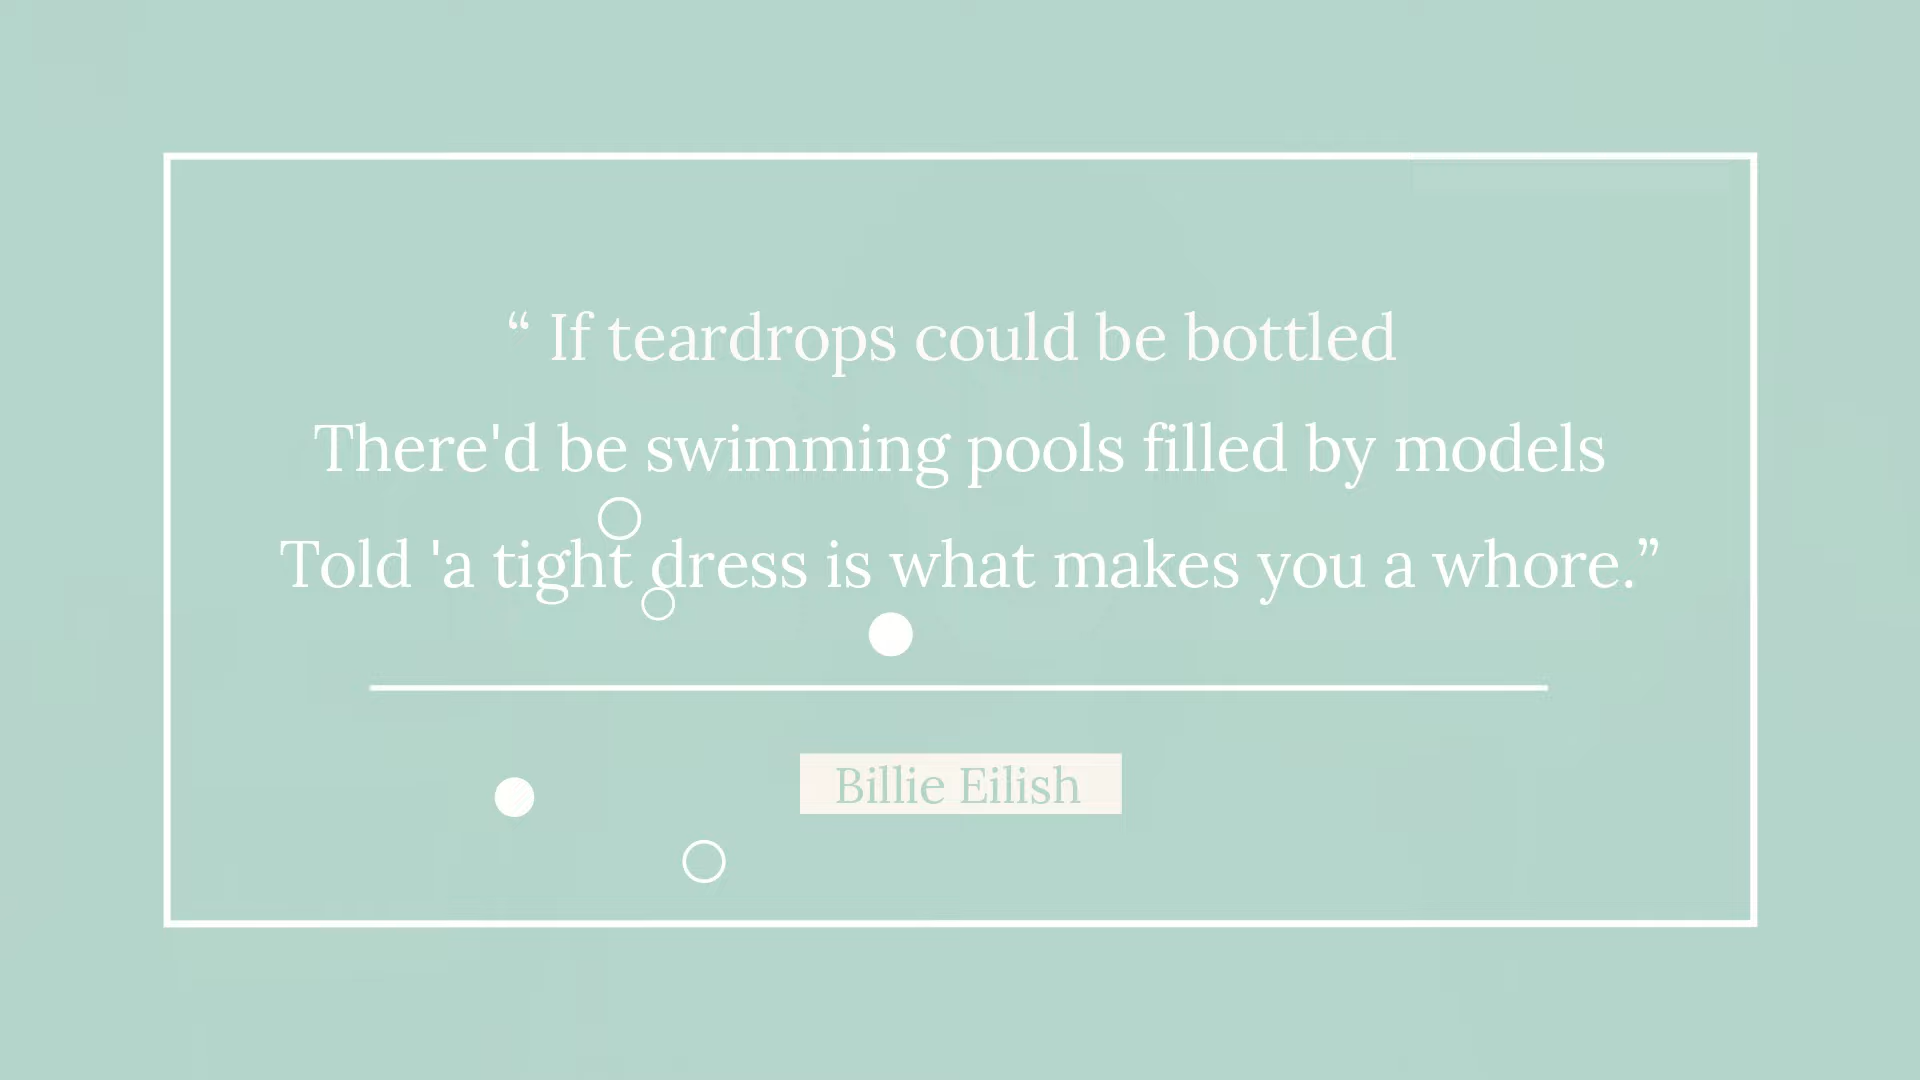 “ If teardrops could be bottled
There'd be swimming pools filled by models
Told 'a tight dress is what makes you a whore.”
Billie Eilish